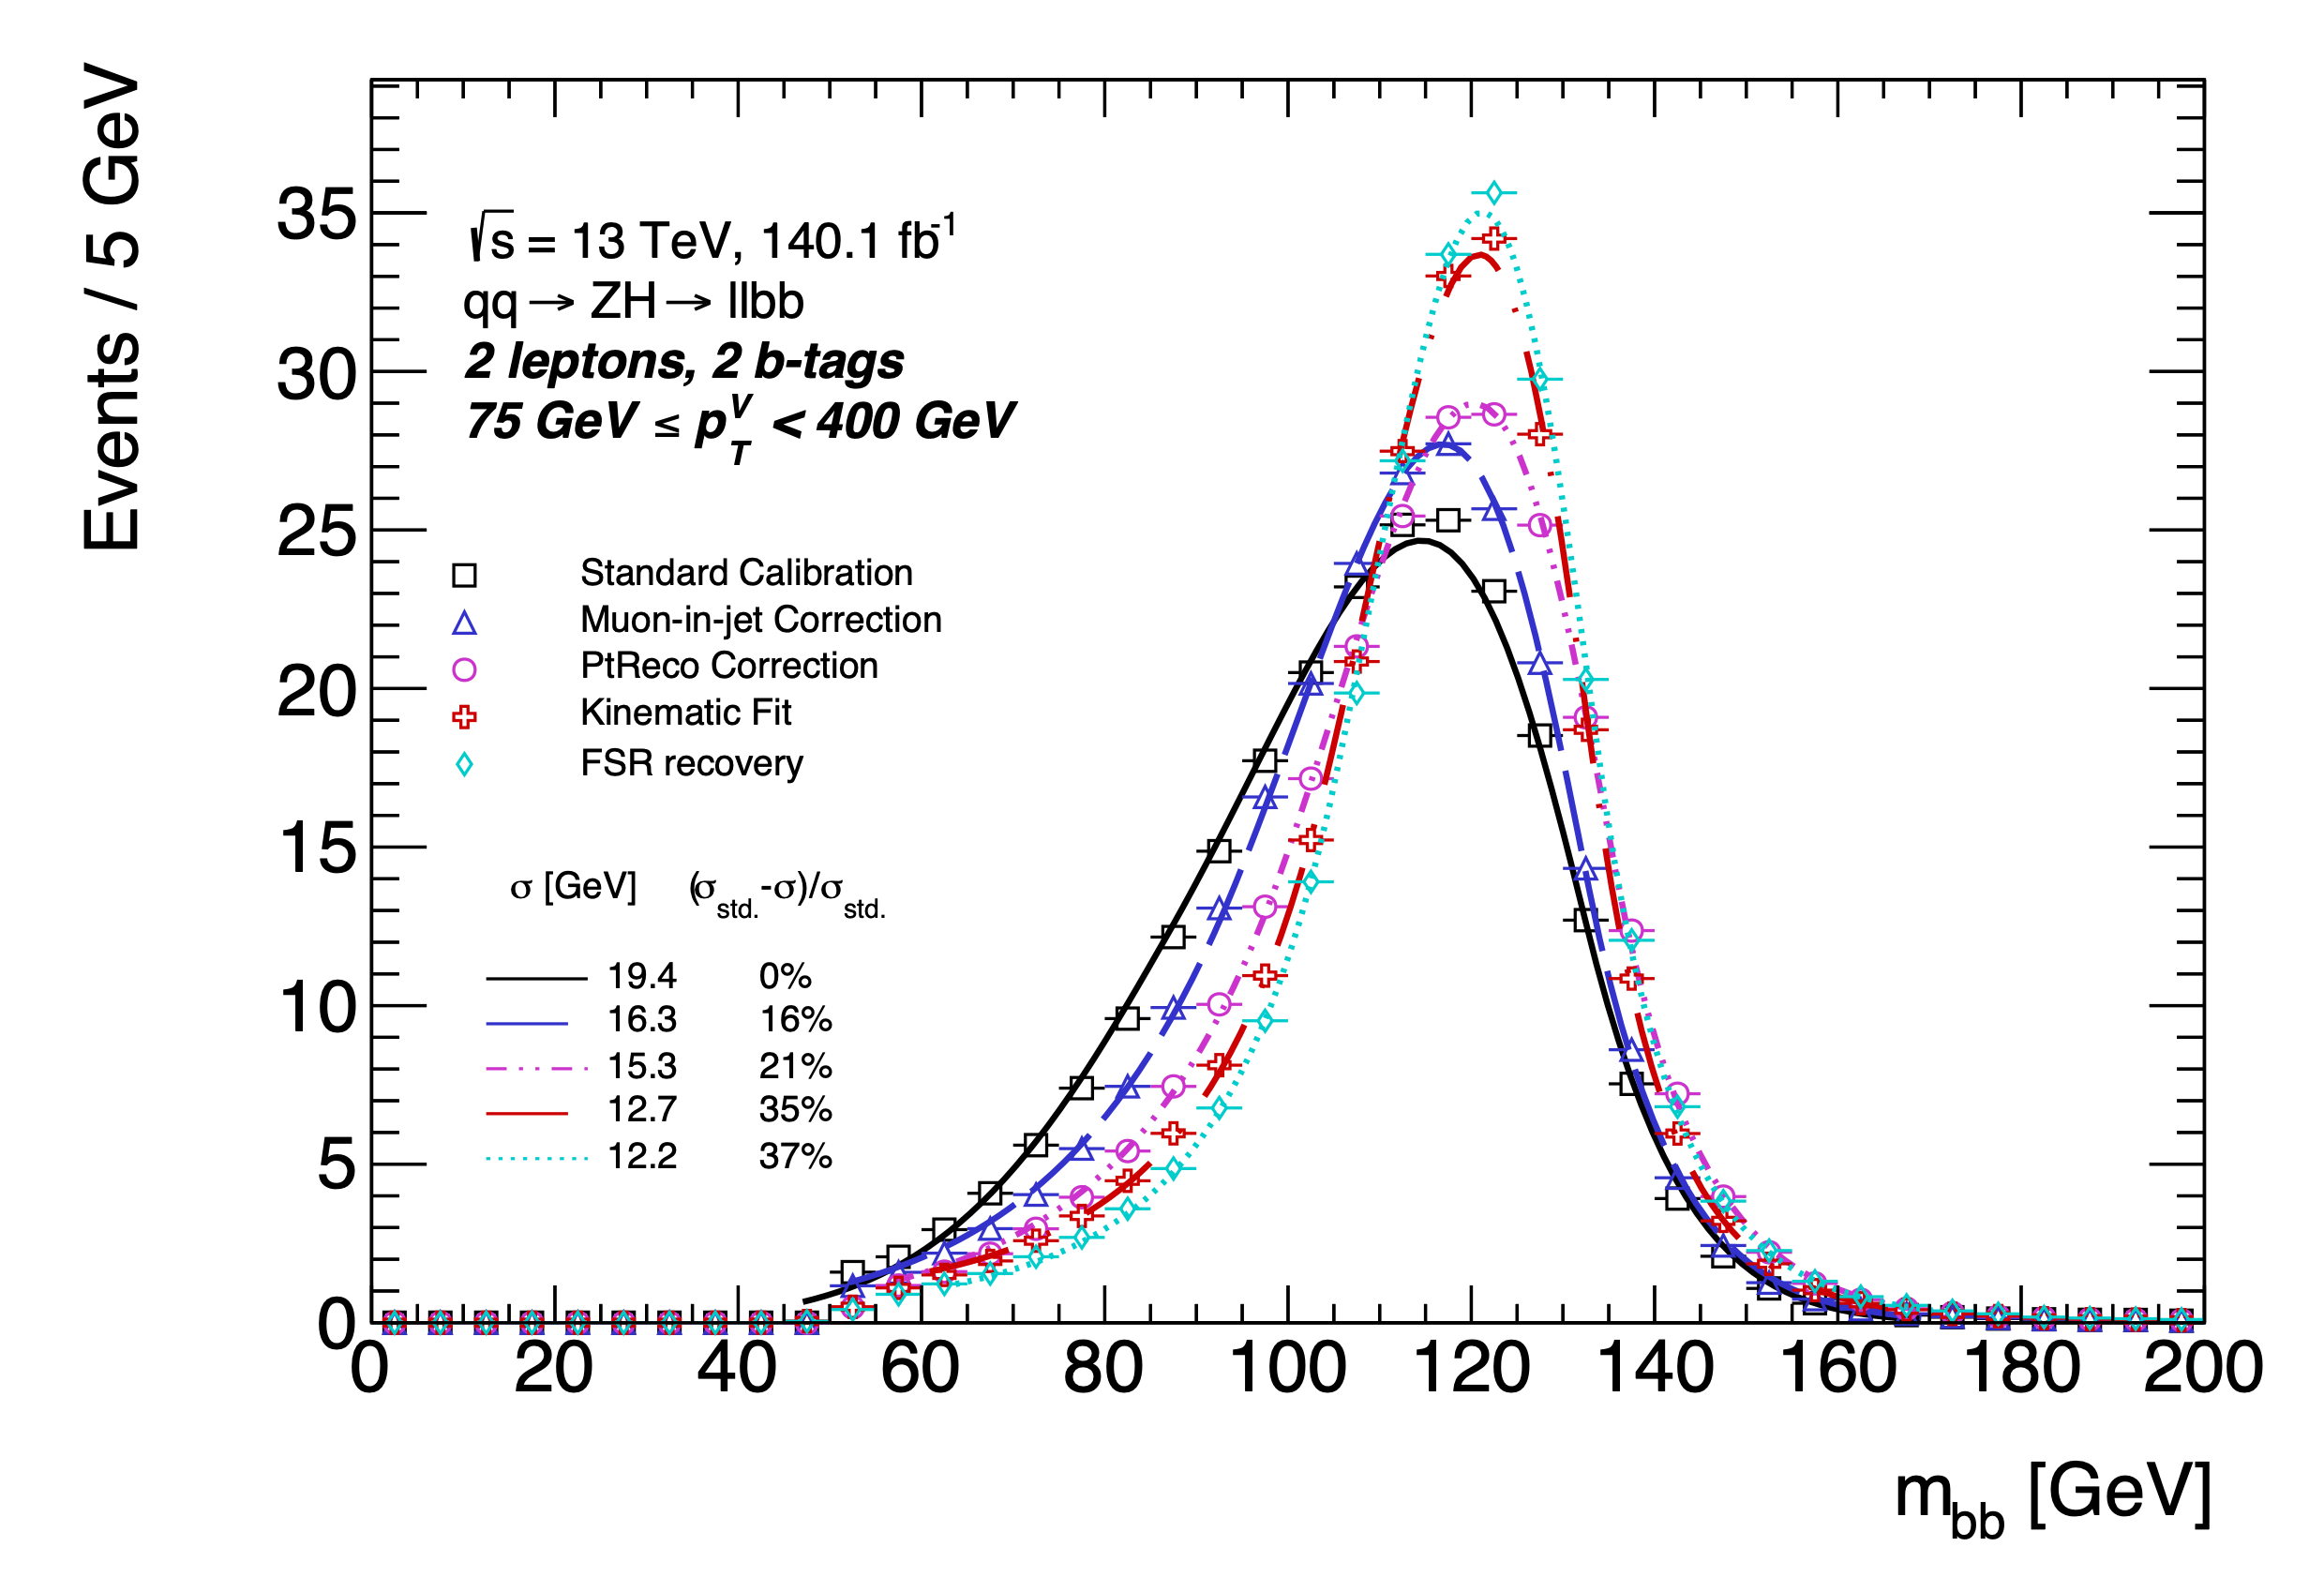 Events / 5 GeV
35
30
25
20
15
10
5
0
√s = 13 TeV, 140.1 fb⁻¹
qq → ZH → llbb
2 leptons, 2 b-tags
75 GeV ≤ p_T^V < 400 GeV
Standard Calibration
Muon-in-jet Correction
PtReco Correction
Kinematic Fit
FSR recovery
σ [GeV] (σ_std.-σ)/σ_std.
19.4 0%
16.3 16%
15.3 21%
12.7 35%
12.2 37%
0 20 40 60 80 100 120 140 160 180 200
m_bb [GeV]